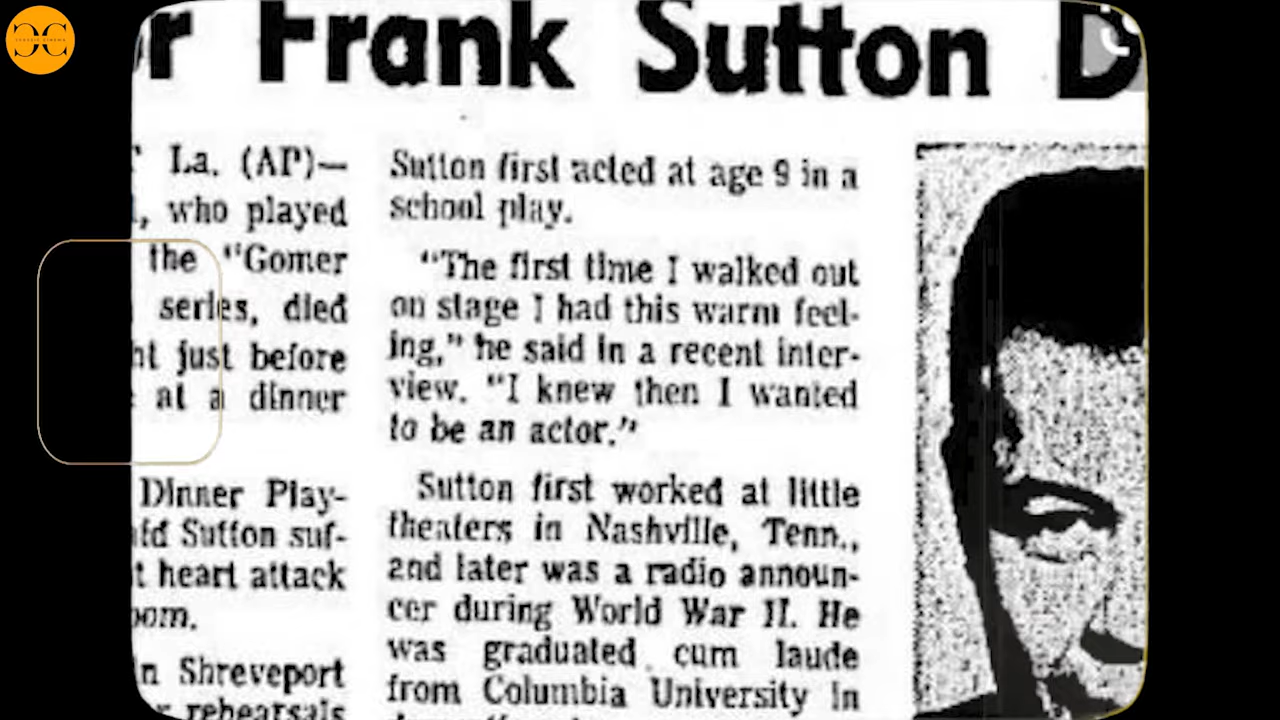 r Frank Sutton D
La. (AP)—
, who played
the "Gomer
series, died
just before
at a dinner
Dinner Play-
Sutton suf-
heart attack
Shreveport
rehearsals
Sutton first acted at age 9 in a
school play.
"The first time I walked out
on stage I had this warm feel-
ing," he said in a recent inter-
view. "I knew then I wanted
to be an actor."
Sutton first worked at little
theaters in Nashville, Tenn.,
and later was a radio announ-
cer during World War II. He
was graduated cum laude
from Columbia University in